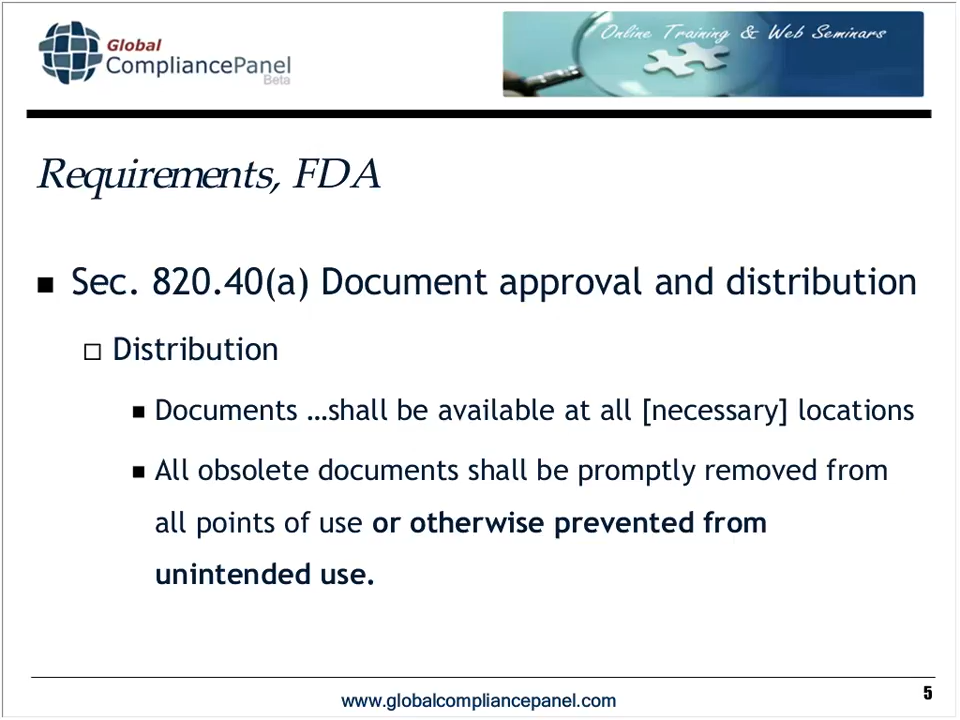 Global
CompliancePanel
Beta
Online Training & Web Seminars
Requirements, FDA
Sec. 820.40(a) Document approval and distribution
Distribution
Documents …shall be available at all [necessary] locations
All obsolete documents shall be promptly removed from
all points of use or otherwise prevented from
unintended use.
www.globalcompliancepanel.com
5